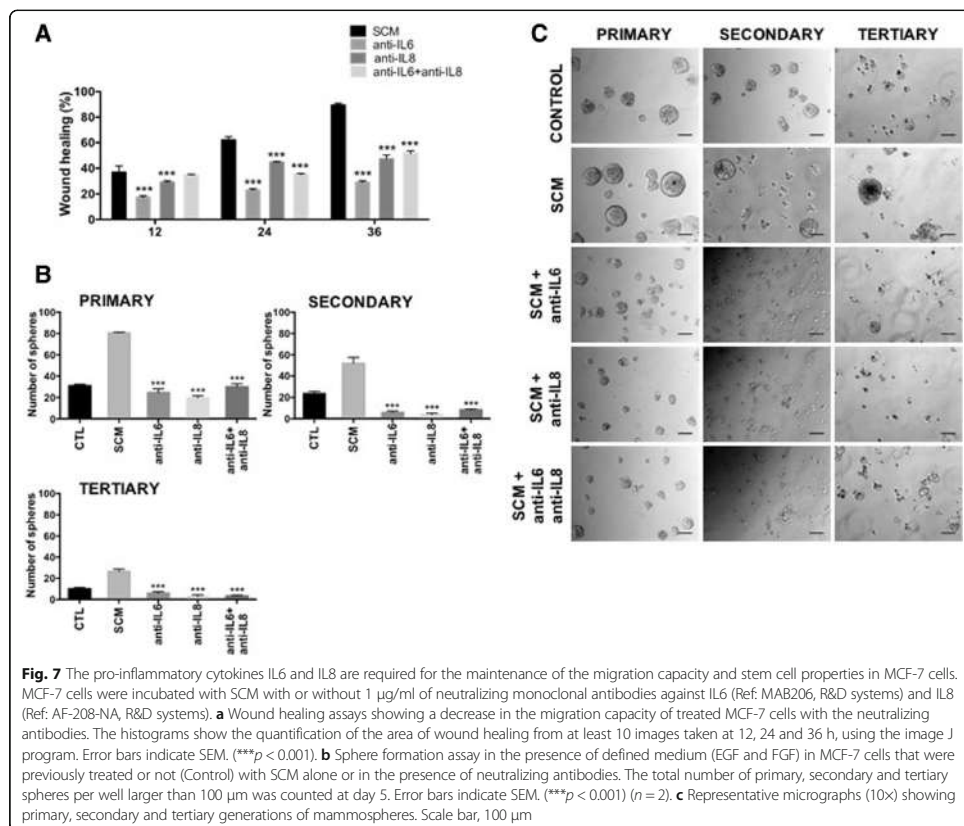 A
SCM
anti-IL6
anti-IL8
anti-IL6+anti-IL8
Wound healing (%)
100
80
60
40
20
0
***
***
***
***
***
***
***
***
12
24
36
B
PRIMARY
Number of spheres
100
80
60
40
20
0
***
***
***
CTL
SCM
anti-IL6
anti-IL8
anti-IL6+
anti-IL8
SECONDARY
Number of spheres
100
80
60
40
20
0
***
***
***
CTL
SCM
anti-IL6
anti-IL8
anti-IL6+
anti-IL8
TERTIARY
Number of spheres
100
80
60
40
20
0
***
***
***
CTL
SCM
anti-IL6
anti-IL8
anti-IL6+
anti-IL8
C
PRIMARY SECONDARY TERTIARY
CONTROL
SCM
SCM +
anti-IL6
SCM +
anti-IL8
SCM +
anti-IL6
anti-IL8
Fig. 7 The pro-inflammatory cytokines IL6 and IL8 are required for the maintenance of the migration capacity and stem cell properties in MCF-7 cells.
MCF-7 cells were incubated with SCM with or without 1 µg/ml of neutralizing monoclonal antibodies against IL6 (Ref: MAB206, R&D systems) and IL8
(Ref: AF-208-NA, R&D systems). a Wound healing assays showing a decrease in the migration capacity of treated MCF-7 cells with the neutralizing
antibodies. The histograms show the quantification of the area of wound healing from at least 10 images taken at 12, 24 and 36 h, using the image J
program. Error bars indicate SEM. (***p < 0.001). b Sphere formation assay in the presence of defined medium (EGF and FGF) in MCF-7 cells that were
previously treated or not (Control) with SCM alone or in the presence of neutralizing antibodies. The total number of primary, secondary and tertiary
spheres per well larger than 100 µm was counted at day 5. Error bars indicate SEM. (***p < 0.001) (n = 2). c Representative micrographs (10×) showing
primary, secondary and tertiary generations of mammospheres. Scale bar, 100 µm